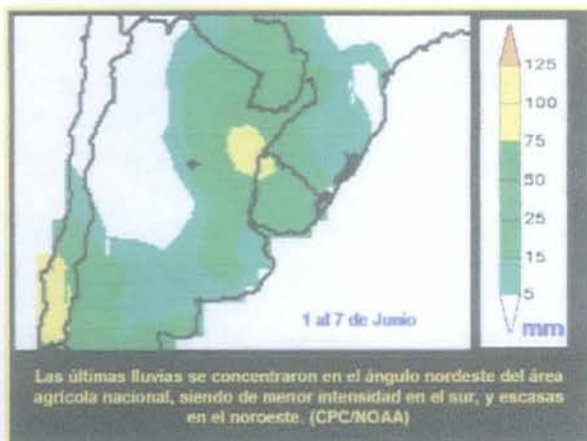 125
100
75
50
25
15
5
mm
1 al 7 de Junio
Las últimas lluvias se concentraron en el ángulo nordeste del área
agrícola nacional, siendo de menor intensidad en el sur, y escasas
en el noroeste. (CPC/NOAA)